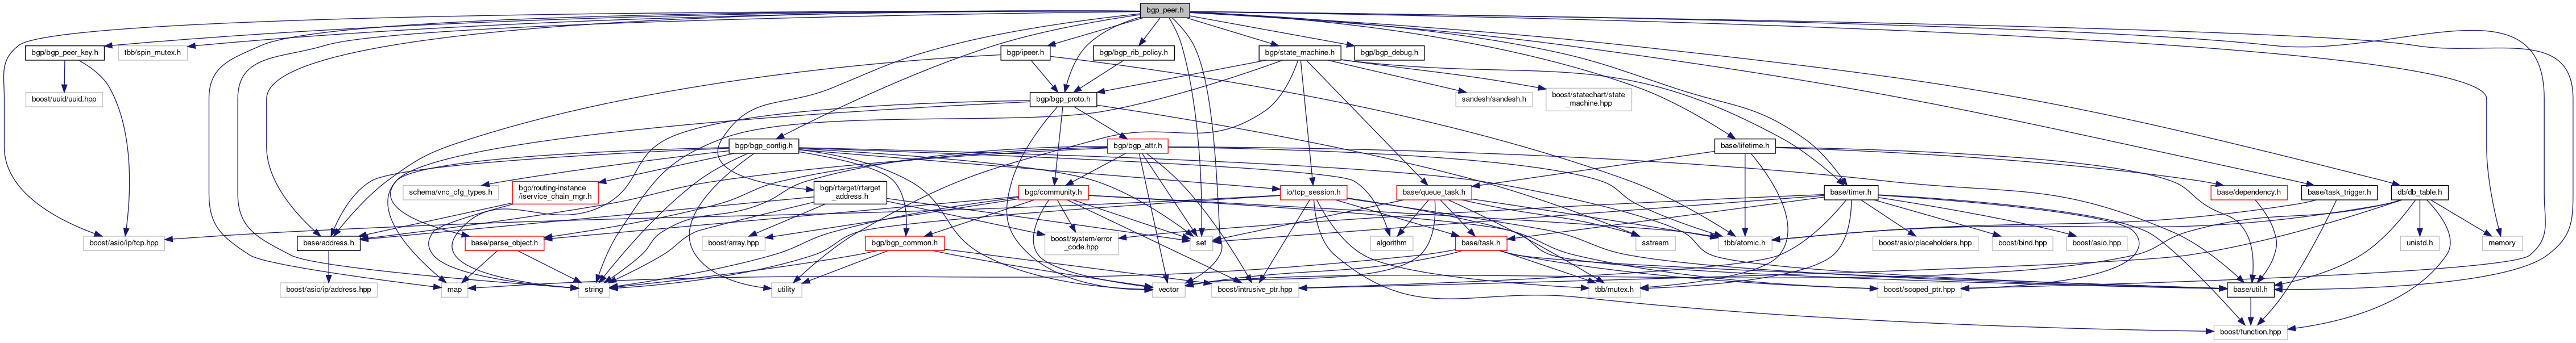 bgp_peer.h
bgp/bgp_peer_key.h
tbb/spin_mutex.h
bgp/ipeer.h
bgp/bgp_rib_policy.h
bgp/state_machine.h
bgp/bgp_debug.h
boost/uuid/uuid.hpp
bgp/bgp_proto.h
sandesh/sandesh.h
boost/statechart/state
_machine.hpp
bgp/bgp_config.h
bgp/bgp_attr.h
base/lifetime.h
schema/vnc_cfg_types.h
bgp/routing-instance
/iservice_chain_mgr.h
bgp/rtarget/rtarget
_address.h
bgp/community.h
io/tcp_session.h
base/queue_task.h
base/timer.h
base/dependency.h
base/task_trigger.h
db/db_table.h
boost/asio/ip/tcp.hpp
base/address.h
base/parse_object.h
boost/array.hpp
bgp/bgp_common.h
boost/system/error
_code.hpp
set
algorithm
base/task.h
sstream
tbb/atomic.h
boost/asio/placeholders.hpp
boost/bind.hpp
boost/asio.hpp
unistd.h
memory
boost/asio/ip/address.hpp
map
string
utility
vector
boost/intrusive_ptr.hpp
tbb/mutex.h
boost/scoped_ptr.hpp
base/util.h
boost/function.hpp